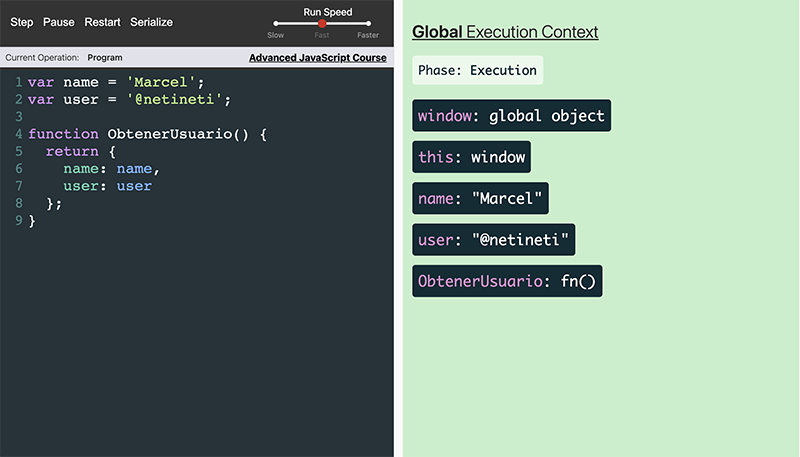 Step Pause Restart Serialize
Run Speed
Slow Fast Faster
Current Operation: Program
Advanced JavaScript Course
1 var name = 'Marcel';
2 var user = '@netineti';
3
4 function ObtenerUsuario() {
5   return {
6     name: name,
7     user: user
8   };
9 }
Global Execution Context
Phase: Execution
window: global object
this: window
name: "Marcel"
user: "@netineti"
ObtenerUsuario: fn()